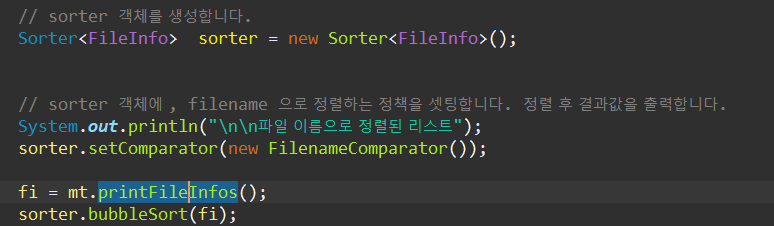 // sorter 객체를 생성합니다.
Sorter<FileInfo>  sorter = new Sorter<FileInfo>();
// sorter 객체에 , filename 으로 정렬하는 정책을 셋팅합니다. 정렬 후 결과값을 출력합니다.
System.out.println("\n\n파일 이름으로 정렬된 리스트");
sorter.setComparator(new FilenameComparator());
fi = mt.printFileInfos();
sorter.bubbleSort(fi);